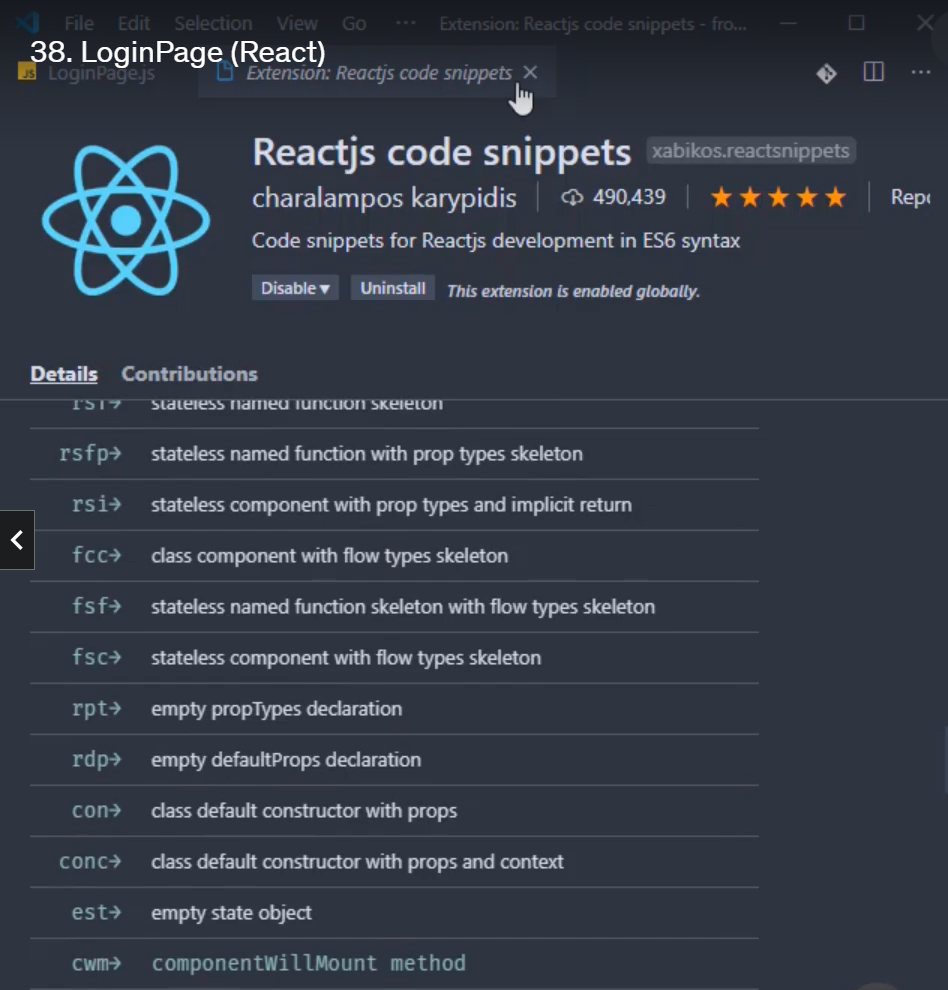 File Edit Selection View Go ··· Extension: Reactjs code snippets - fro...
38. LoginPage (React)
JS LoginPage.js Extension: Reactjs code snippets
Reactjs code snippets xabikos.reactsnippets
charalampos karypidis 490,439 ★★★★★ Repo
Code snippets for Reactjs development in ES6 syntax
Disable▼ Uninstall This extension is enabled globally.
Details Contributions
rsf→ stateless named function skeleton
rsfp→ stateless named function with prop types skeleton
rsi→ stateless component with prop types and implicit return
fcc→ class component with flow types skeleton
fsf→ stateless named function skeleton with flow types skeleton
fsc→ stateless component with flow types skeleton
rpt→ empty propTypes declaration
rdp→ empty defaultProps declaration
con→ class default constructor with props
conc→ class default constructor with props and context
est→ empty state object
cwm→ componentWillMount method